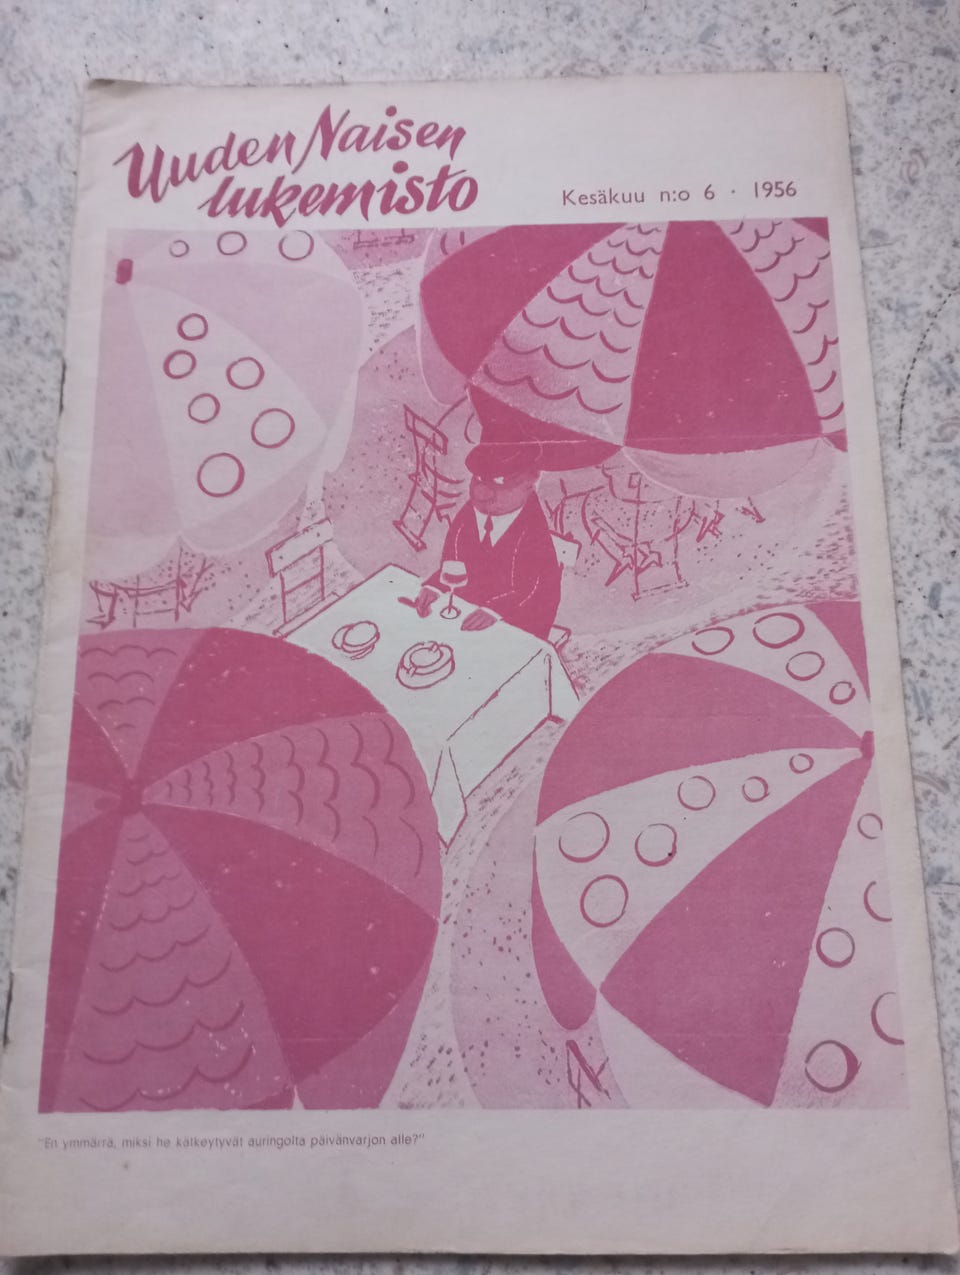 Uuden Naisen
lukemisto
Kesäkuu n:o 6 · 1956
"En ymmärrä, miksi he kätkeytyvät auringolta päivänvarjon alle?"